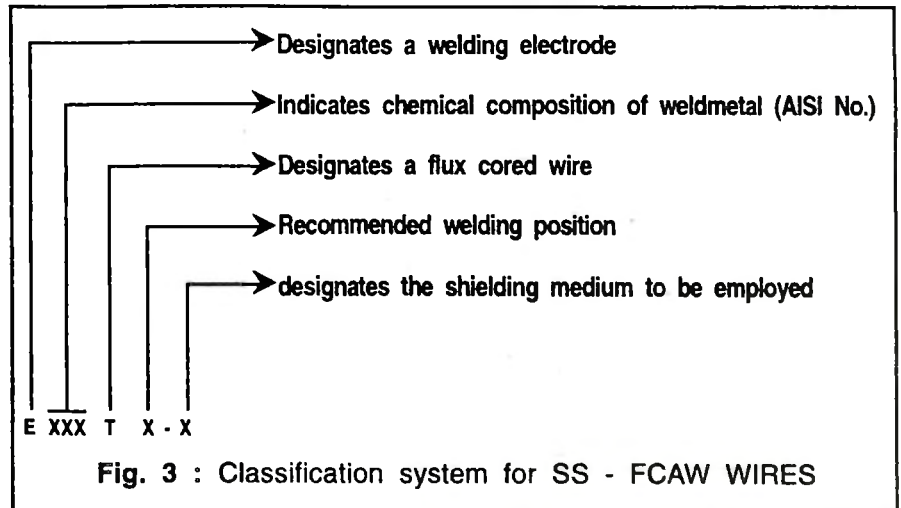 Designates a welding electrode
Indicates chemical composition of weldmetal (AISI No.)
Designates a flux cored wire
Recommended welding position
designates the shielding medium to be employed
E XXX T X - X
Fig. 3 : Classification system for SS - FCAW WIRES